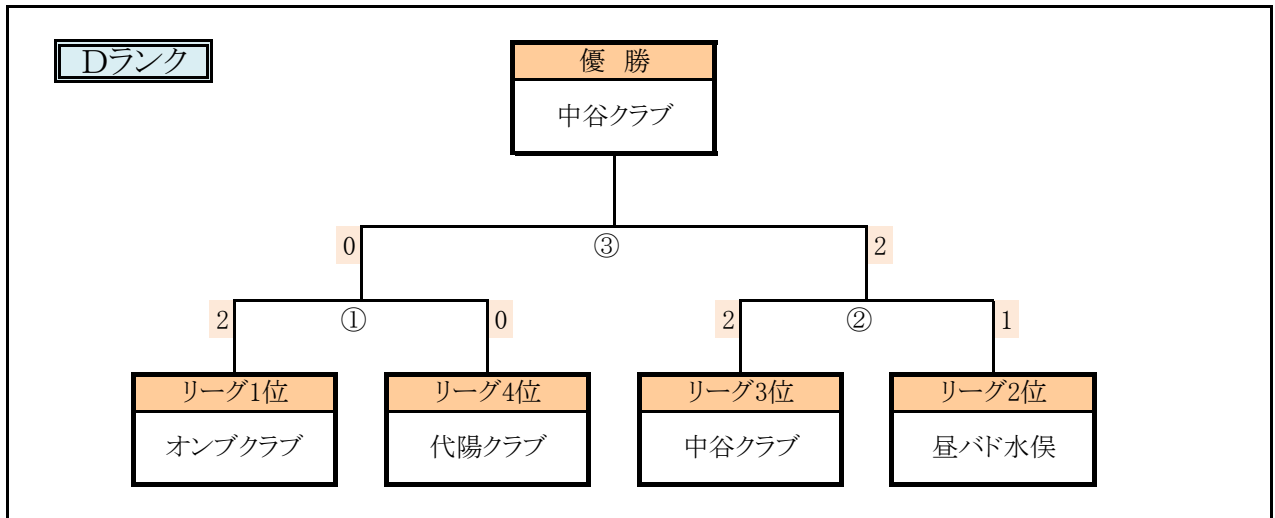 Dランク
優 勝
中谷クラブ
0 ③ 2
2 ① 0 2 ② 1
リーグ1位 リーグ4位 リーグ3位 リーグ2位
オンブクラブ 代陽クラブ 中谷クラブ 昼バド水俣